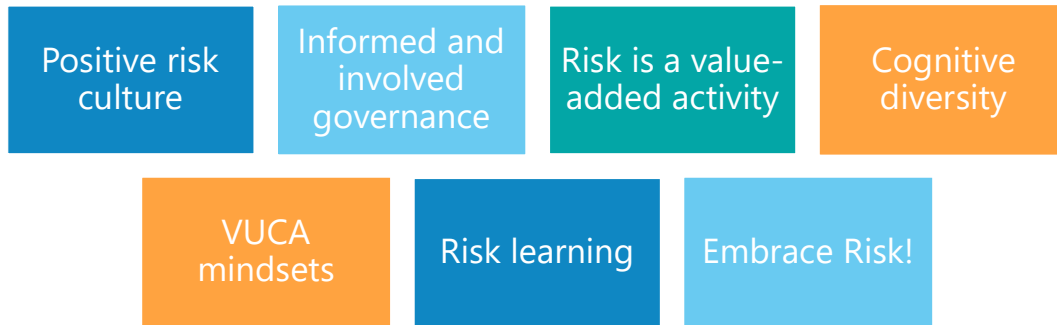 Positive risk
culture
Informed and
involved
governance
Risk is a value-
added activity
Cognitive
diversity
VUCA
mindsets
Risk learning
Embrace Risk!